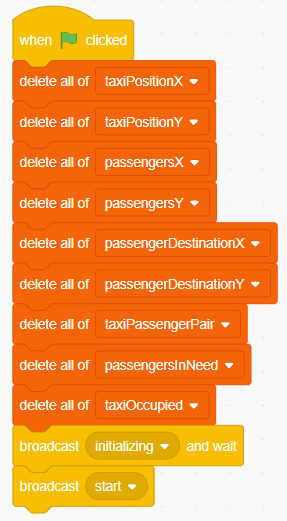 when clicked
delete all of taxiPositionX
delete all of taxiPositionY
delete all of passengersX
delete all of passengersY
delete all of passengerDestinationX
delete all of passengerDestinationY
delete all of taxiPassengerPair
delete all of passengersInNeed
delete all of taxiOccupied
broadcast initializing and wait
broadcast start